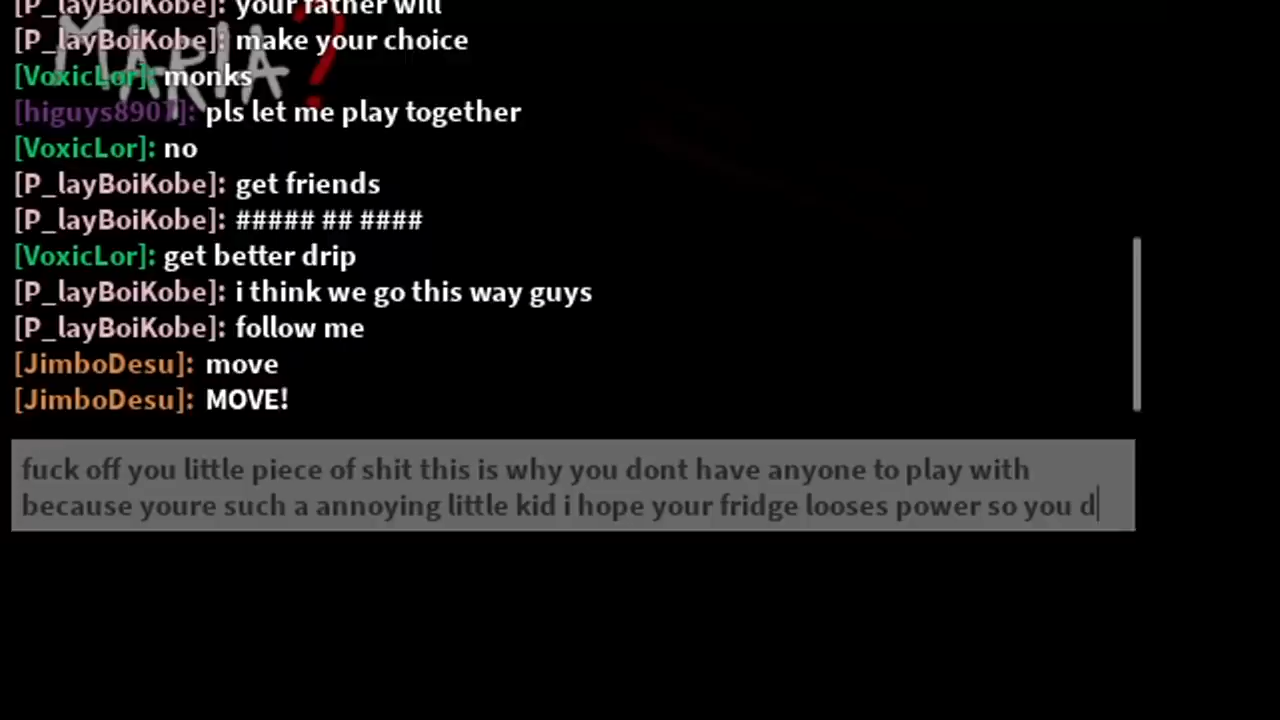 [P_layBoiKobe]: your father will
[P_layBoiKobe]: make your choice
MARIA?
[VoxicLor]: monks
[higuys8901]: pls let me play together
[VoxicLor]: no
[P_layBoiKobe]: get friends
[P_layBoiKobe]: ##### ## ####
[VoxicLor]: get better drip
[P_layBoiKobe]: i think we go this way guys
[P_layBoiKobe]: follow me
[JimboDesu]: move
[JimboDesu]: MOVE!
fuck off you little piece of shit this is why you dont have anyone to play with
because youre such a annoying little kid i hope your fridge looses power so you d